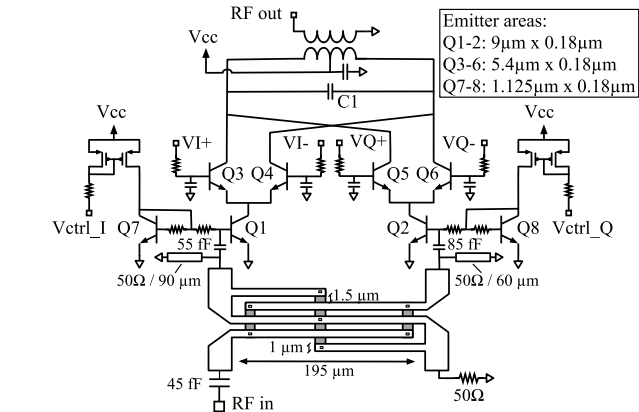 RF out
Emitter areas:
Q1-2: 9µm x 0.18µm
Q3-6: 5.4µm x 0.18µm
Q7-8: 1.125µm x 0.18µm
Vcc
C1
Vcc
VI+
VI-
VQ+
VQ-
Vcc
Q3
Q4
Q5
Q6
Vctrl_I
Q7
Q1
Q2
Q8
Vctrl_Q
55 fF
85 fF
50Ω / 90 µm
50Ω / 60 µm
1.5 µm
1 µm
195 µm
45 fF
50Ω
RF in